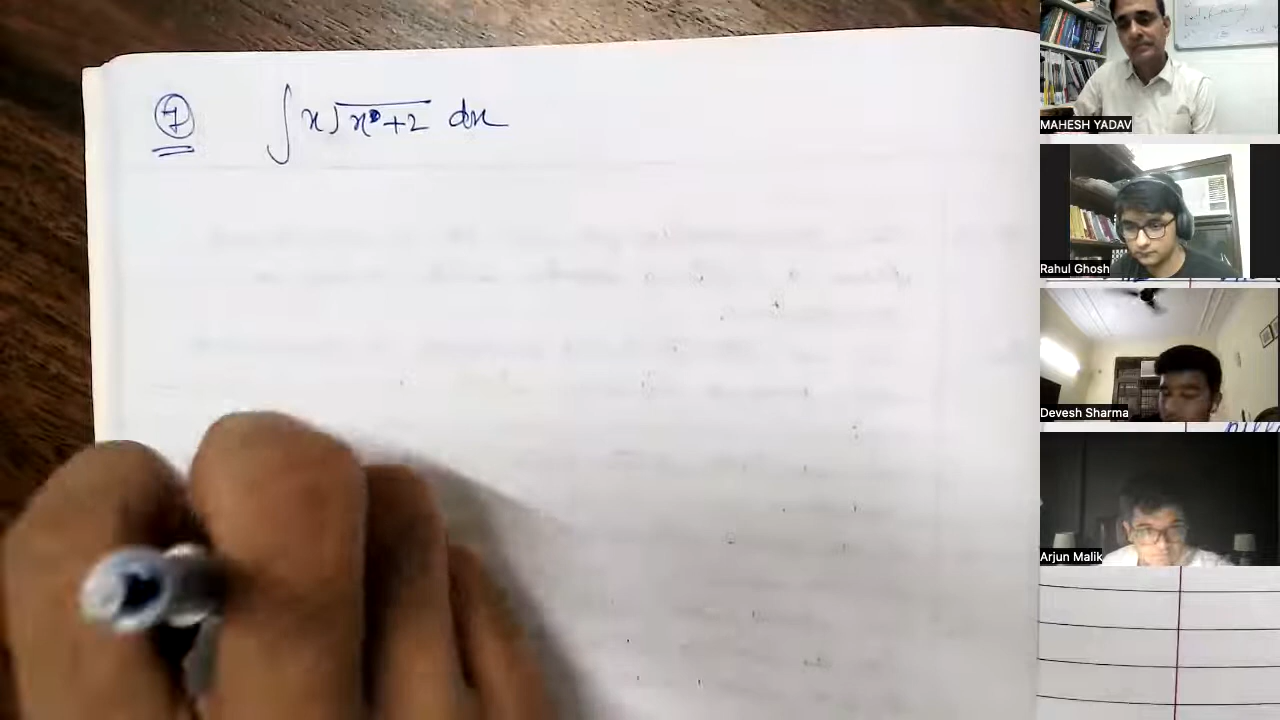 7 ∫ x √(x²+2) dx
MAHESH YADAV
Rahul Ghosh
Devesh Sharma
Arjun Malik